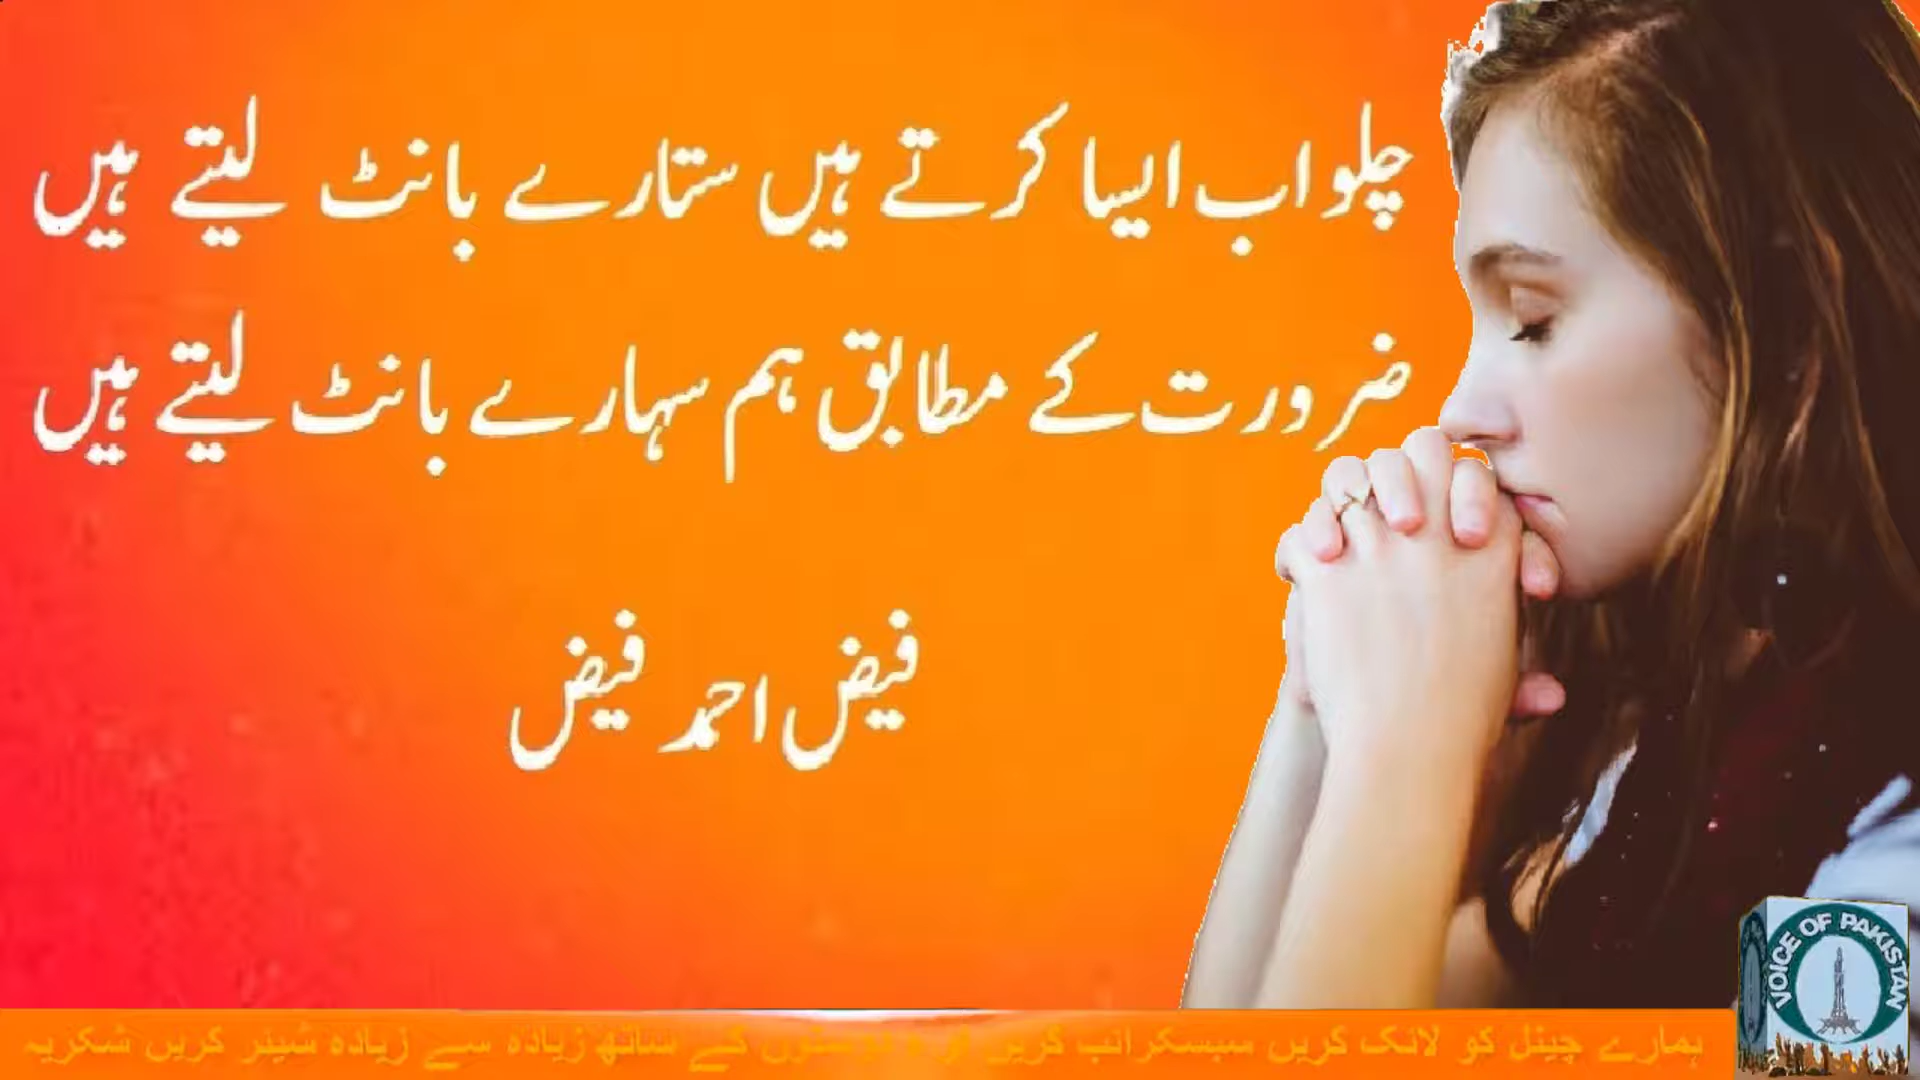 چلو اب ایسا کرتے ہیں ستارے بانٹ لیتے ہیں
ضرورت کے مطابق ہم سہارے بانٹ لیتے ہیں
فیض احمد فیض
VOICE OF PAKISTAN
ہمارے چینل کو لائک کریں سبسکرائب کریں اور دوستوں کے ساتھ زیادہ سے زیادہ شیئر کریں شکریہ